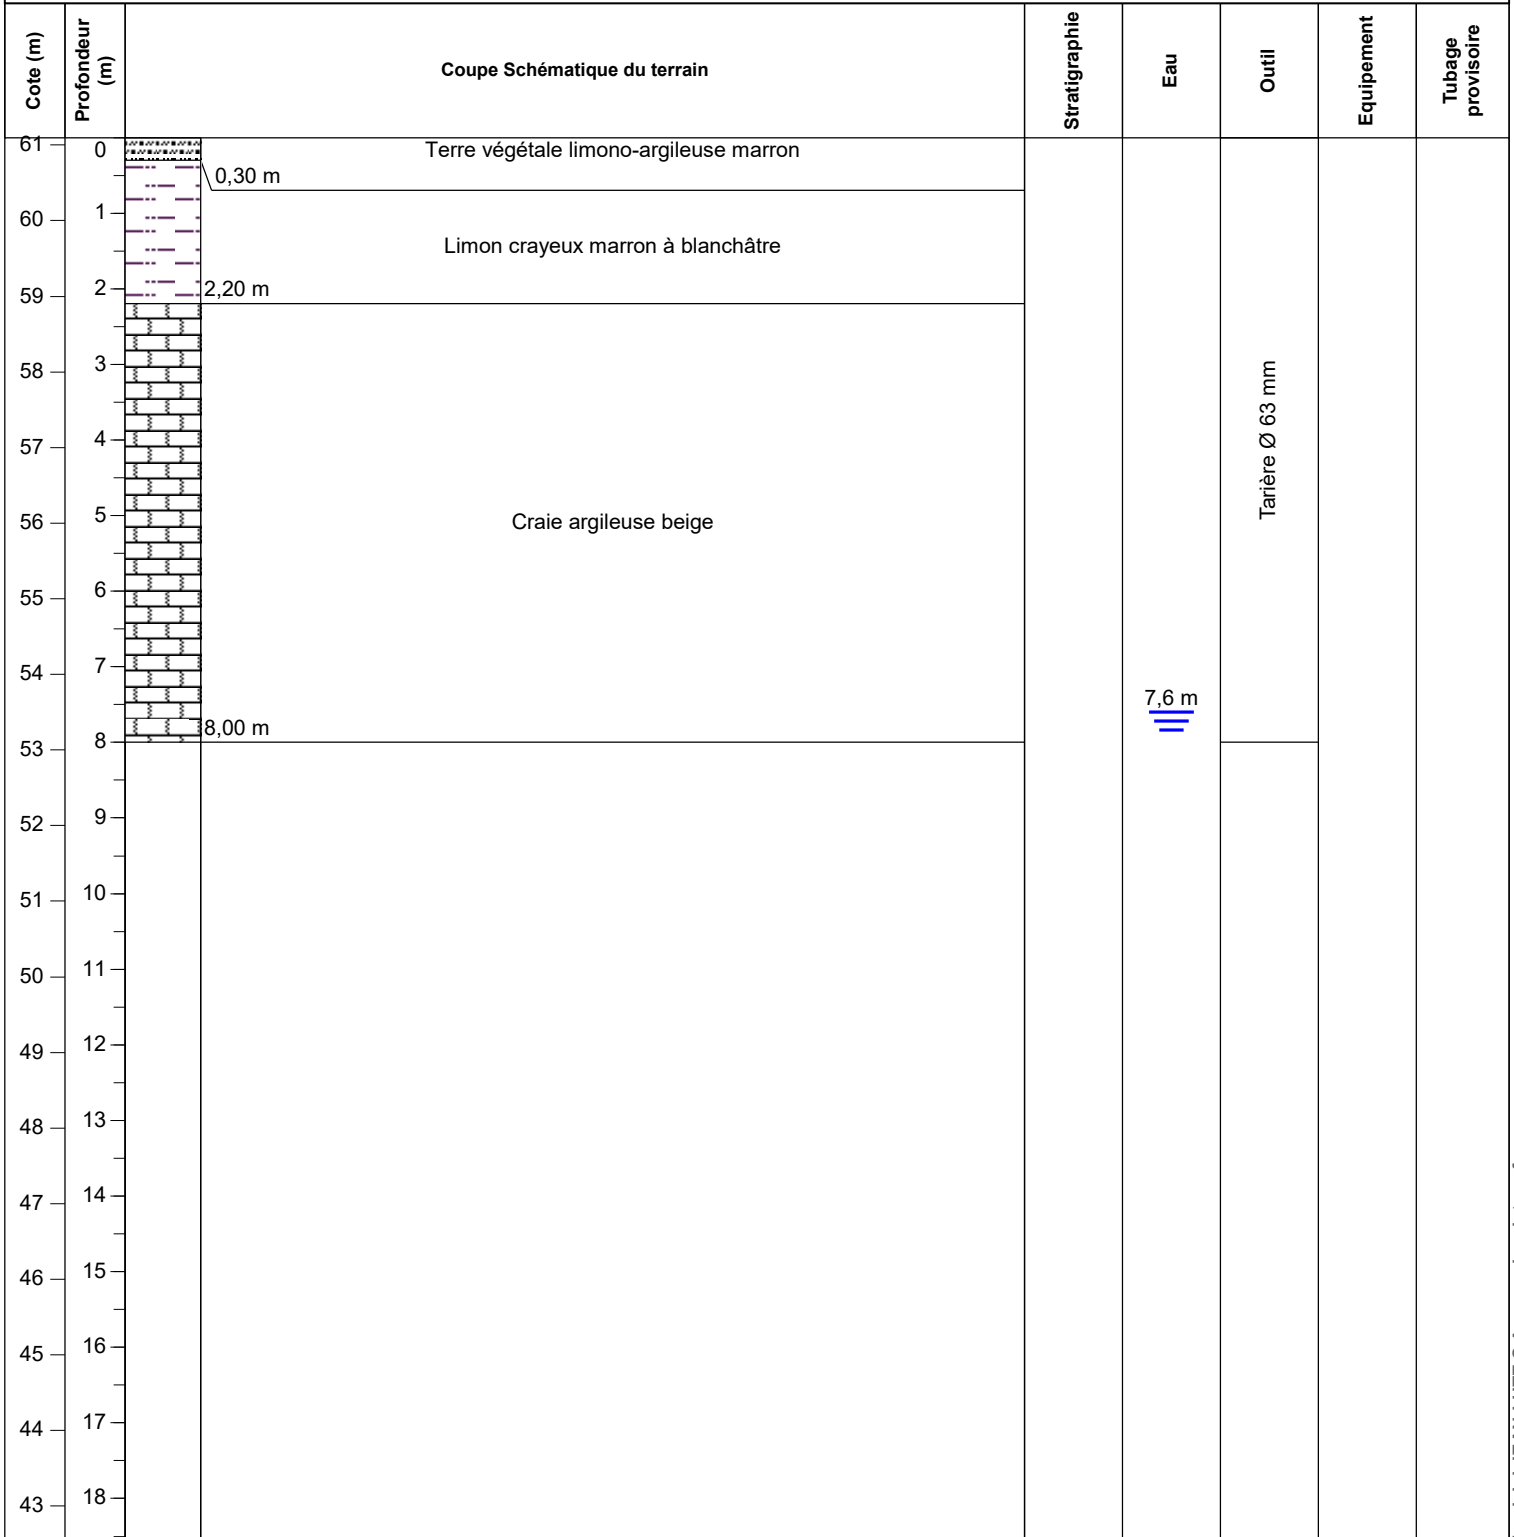 Cote (m)
Profondeur
(m)
Coupe Schématique du terrain
Stratigraphie
Eau
Outil
Equipement
Tubage
provisoire
61
0
Terre végétale limono-argileuse marron
0,30 m
60
1
Limon crayeux marron à blanchâtre
59
2
2,20 m
58
3
57
4
Tarière Ø 63 mm
56
5
Craie argileuse beige
55
6
54
7
7,6 m
53
8
8,00 m
52
9
51
10
50
11
49
12
48
13
47
14
46
15
45
16
44
17
43
18